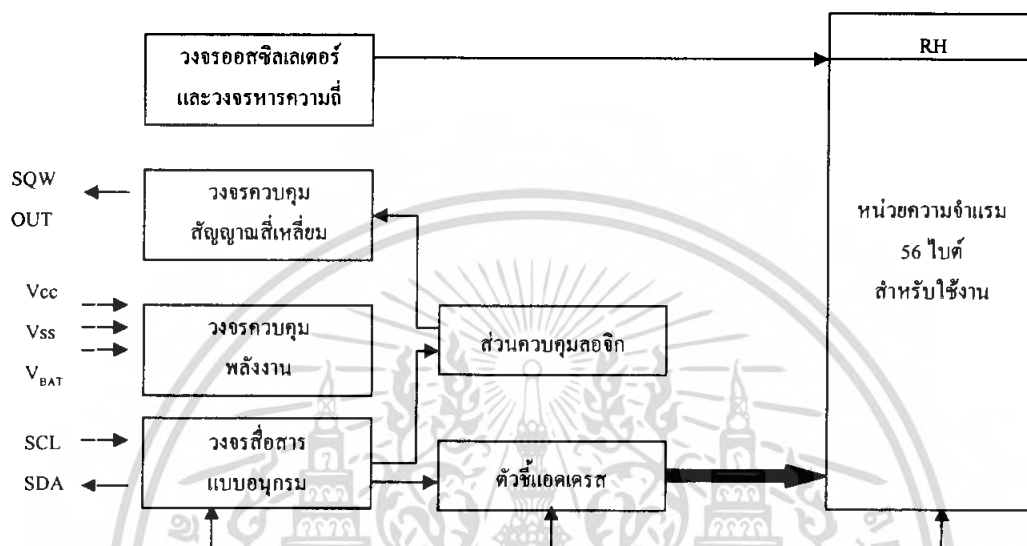 วงจรออสซิลเลเตอร์
และวงจรหารความถี่
RH
SQW
OUT
วงจรควบคุม
สัญญาณสี่เหลี่ยม
หน่วยความจำแรม
56 ไบต์
สำหรับใช้งาน
Vcc
Vss
VBAT
วงจรควบคุม
พลังงาน
ส่วนควบคุมลอจิก
SCL
SDA
วงจรสื่อสาร
แบบอนุกรม
ตัวชี้แอดเดรส